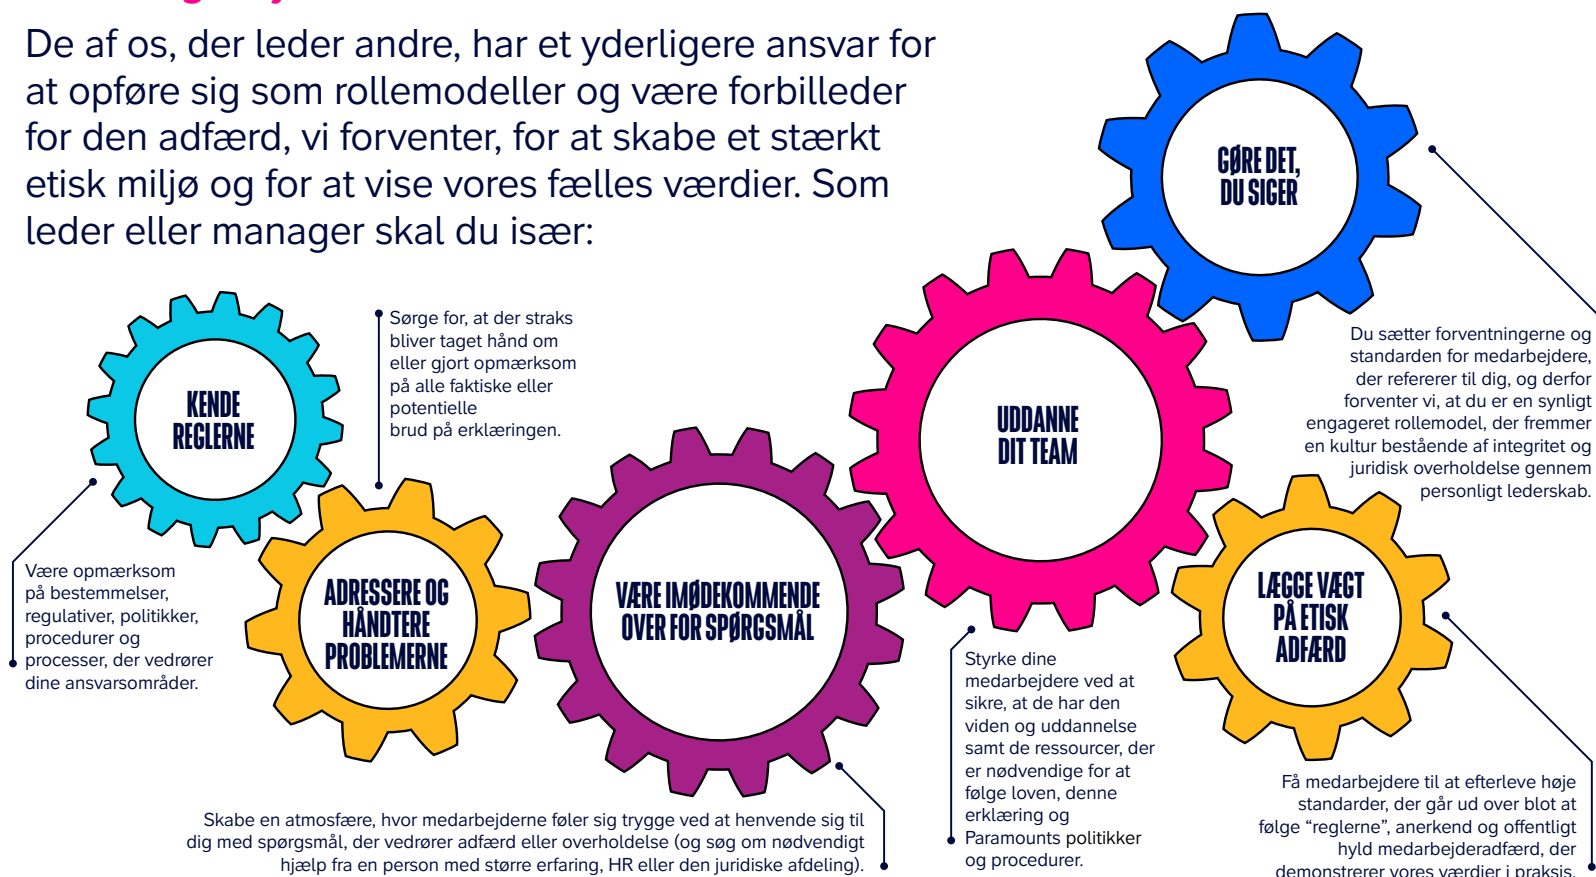 De af os, der leder andre, har et yderligere ansvar for
at opføre sig som rollemodeller og være forbilleder
for den adfærd, vi forventer, for at skabe et stærkt
etisk miljø og for at vise vores fælles værdier. Som
leder eller manager skal du især:
KENDE
REGLERNE
Være opmærksom
på bestemmelser,
regulativer, politikker,
procedurer og
processer, der vedrører
dine ansvarsområder.
ADRESSERE OG
HÅNDTERE
PROBLEMERNE
Sørge for, at der straks
bliver taget hånd om
eller gjort opmærksom
på alle faktiske eller
potentielle
brud på erklæringen.
VÆRE IMØDEKOMMENDE
OVER FOR SPØRGSMÅL
Skabe en atmosfære, hvor medarbejderne føler sig trygge ved at henvende sig til
dig med spørgsmål, der vedrører adfærd eller overholdelse (og søg om nødvendigt
hjælp fra en person med større erfaring, HR eller den juridiske afdeling).
UDDANNE
DIT TEAM
Styrke dine
medarbejdere ved at
sikre, at de har den
viden og uddannelse
samt de ressourcer, der
er nødvendige for at
følge loven, denne
erklæring og
Paramounts politikker
og procedurer.
GØRE DET,
DU SIGER
Du sætter forventningerne og
standarden for medarbejdere,
der refererer til dig, og derfor
forventer vi, at du er en synligt
engageret rollemodel, der fremmer
en kultur bestående af integritet og
juridisk overholdelse gennem
personligt lederskab.
LÆGGE VÆGT
PÅ ETISK
ADFÆRD
Få medarbejdere til at efterleve høje
standarder, der går ud over blot at
følge “reglerne”, anerkend og offentligt
hyld medarbejderadfærd, der
demonstrerer vores værdier i praksis.